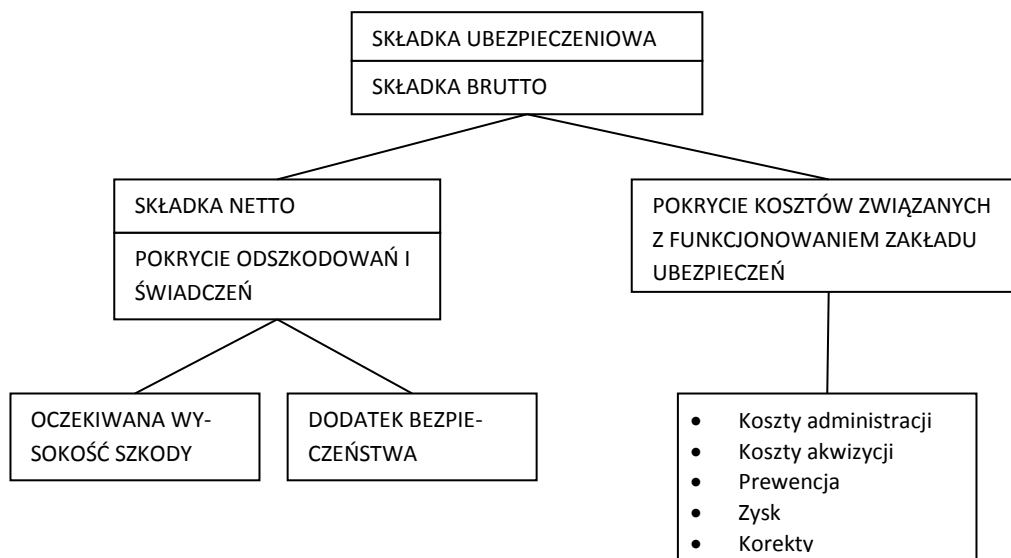 SKŁADKA UBEZPIECZENIOWA
SKŁADKA BRUTTO
SKŁADKA NETTO
POKRYCIE ODSZKODOWAŃ I
ŚWIADCZEŃ
POKRYCIE KOSZTÓW ZWIĄZANYCH
Z FUNKCJONOWANIEM ZAKŁADU
UBEZPIECZEŃ
OCZEKIWANA WY-
SOKOŚĆ SZKODY
DODATEK BEZPIE-
CZEŃSTWA
• Koszty administracji
• Koszty akwizycji
• Prewencja
• Zysk
• Korekty